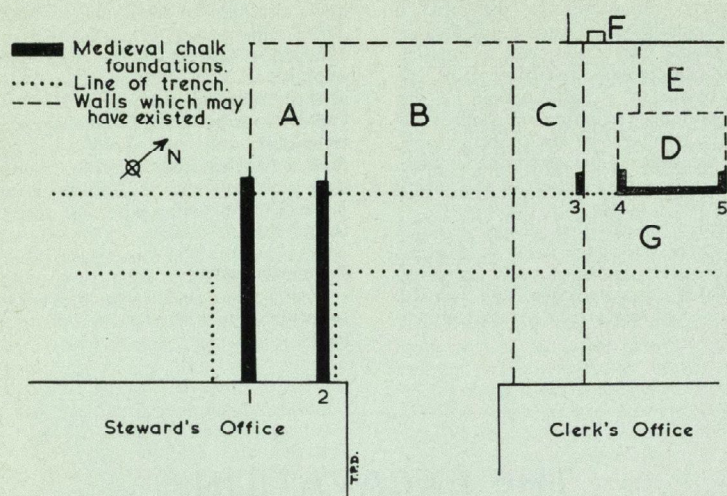 Medieval chalk
foundations.
Line of trench.
Walls which may
have existed.
N
A
B
C
F
E
D
3
4
5
G
2
Steward's Office
T.P.D.
Clerk's Office